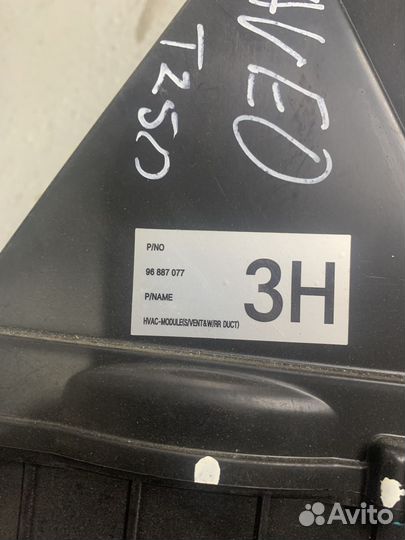 AVEO
T250
P/NO
96 887 077
P/NAME
3H
HVAC-MODULE(S/VENT&W/RR DUCT)
Avito